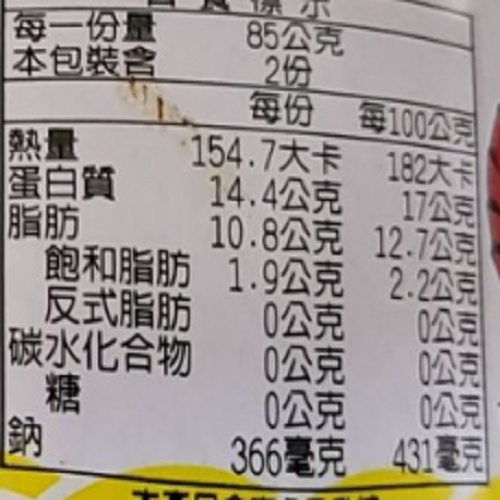 每一份量 85公克
本包裝含 2份
每份 每100公克
熱量 154.7大卡 182大卡
蛋白質 14.4公克 17公克
脂肪 10.8公克 12.7公克
飽和脂肪 1.9公克 2.2公克
反式脂肪 0公克 0公克
碳水化合物 0公克 0公克
糖 0公克 0公克
鈉 366毫克 431毫克